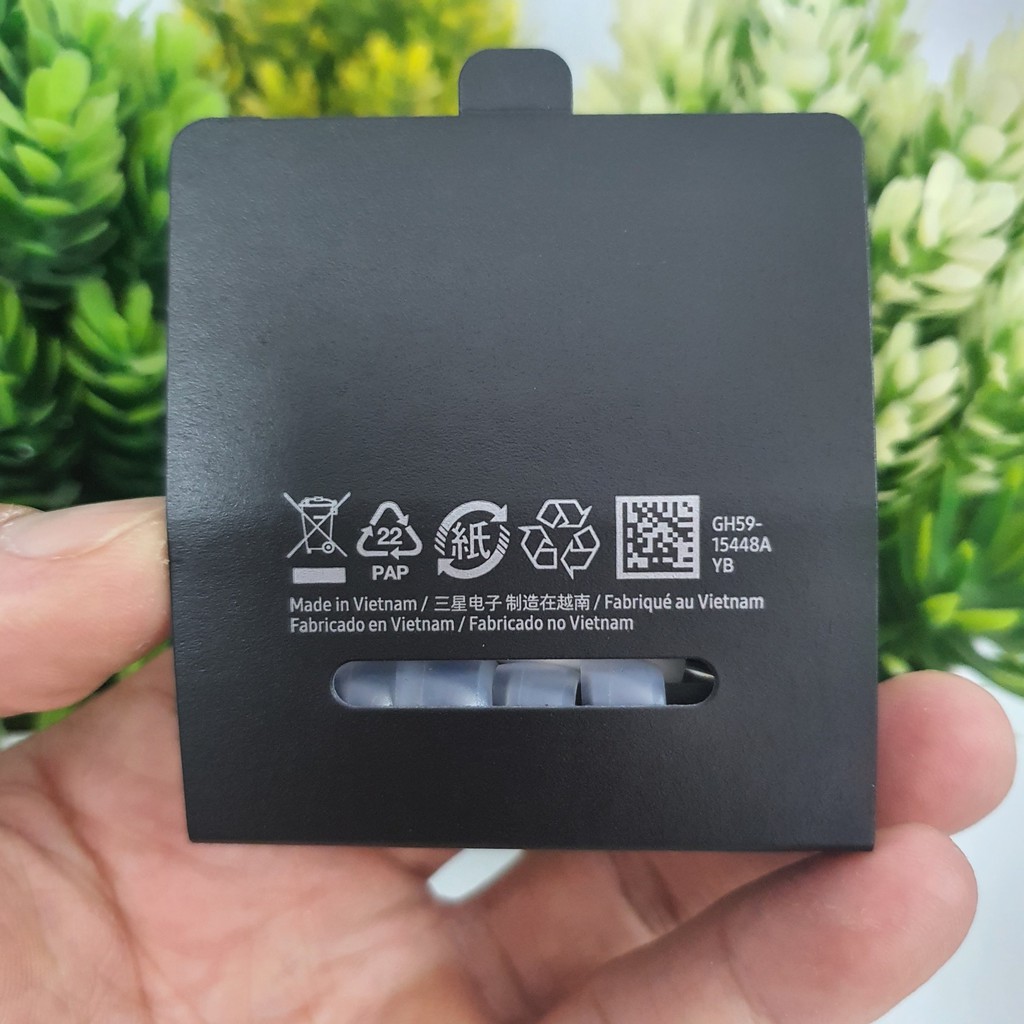 22
PAP
紙
GH59-
15448A
YB
Made in Vietnam / 三星电子 制造在越南 / Fabriqué au Vietnam
Fabricado en Vietnam / Fabricado no Vietnam